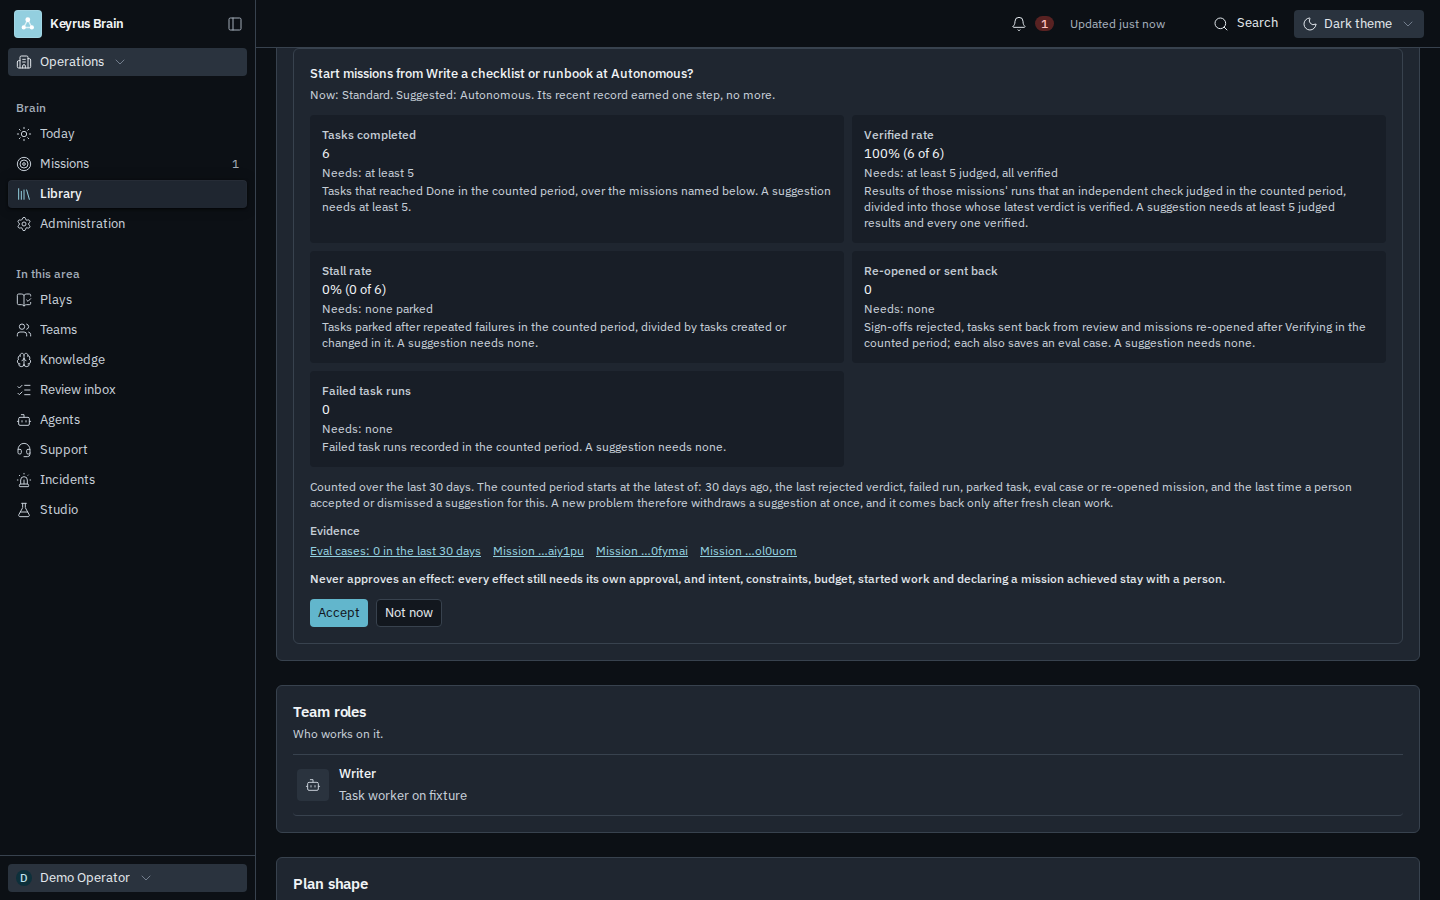 Keyrus Brain
1
Updated just now
Search
Dark theme
Operations
Brain
Today
Missions
1
Library
Administration
In this area
Plays
Teams
Knowledge
Review inbox
Agents
Support
Incidents
Studio
D
Demo Operator
Start missions from Write a checklist or runbook at Autonomous?
Now: Standard. Suggested: Autonomous. Its recent record earned one step, no more.
Tasks completed
6
Needs: at least 5
Tasks that reached Done in the counted period, over the missions named below. A suggestion
needs at least 5.
Verified rate
100% (6 of 6)
Needs: at least 5 judged, all verified
Results of those missions' runs that an independent check judged in the counted period,
divided into those whose latest verdict is verified. A suggestion needs at least 5 judged
results and every one verified.
Stall rate
0% (0 of 6)
Needs: none parked
Tasks parked after repeated failures in the counted period, divided by tasks created or
changed in it. A suggestion needs none.
Re-opened or sent back
0
Needs: none
Sign-offs rejected, tasks sent back from review and missions re-opened after Verifying in the
counted period; each also saves an eval case. A suggestion needs none.
Failed task runs
0
Needs: none
Failed task runs recorded in the counted period. A suggestion needs none.
Counted over the last 30 days. The counted period starts at the latest of: 30 days ago, the last rejected verdict, failed run, parked task, eval case or re-opened mission, and the last time a person
accepted or dismissed a suggestion for this. A new problem therefore withdraws a suggestion at once, and it comes back only after fresh clean work.
Evidence
Eval cases: 0 in the last 30 days
Mission …aiy1pu
Mission …0fymai
Mission …ol0uom
Never approves an effect: every effect still needs its own approval, and intent, constraints, budget, started work and declaring a mission achieved stay with a person.
Accept
Not now
Team roles
Who works on it.
Writer
Task worker on fixture
Plan shape